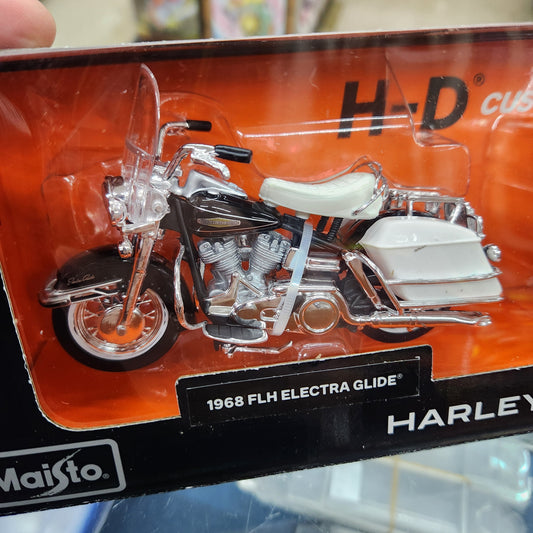 H-D® CUS
1968 FLH ELECTRA GLIDE®
HARLEY
Maisto®